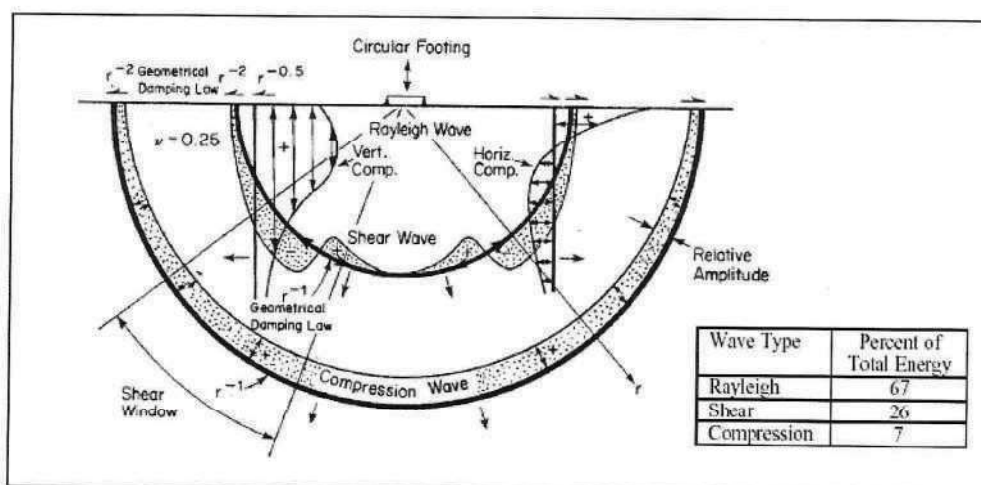 Circular Footing
r⁻² Geometrical Damping Law r⁻² r⁻⁰·⁵
ν-0.25
Rayleigh Wave
+
Vert. Comp.
Horiz. Comp.
+
Shear Wave
-
+
+
-
Relative Amplitude
r⁻¹
Geometrical Damping Law
+
Compression Wave
+
r⁻¹
Shear Window
r
Wave Type Percent of Total Energy
Rayleigh 67
Shear 26
Compression 7